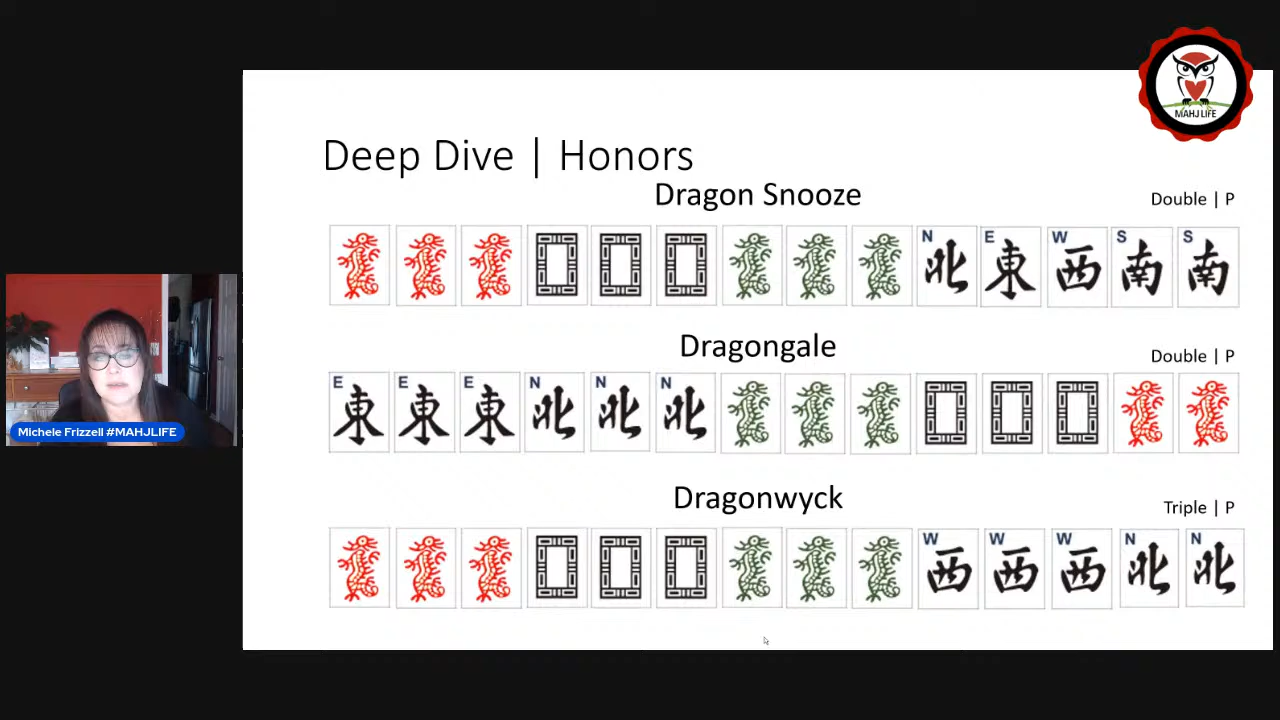 MAHJ LIFE
Deep Dive | Honors
Dragon Snooze
Double | P
N E W S S
北 東 西 南 南
Dragongale
Double | P
E E E N N N
東 東 東 北 北 北
Dragonwyck
Triple | P
W W W N N
西 西 西 北 北
Michele Frizzell #MAHJLIFE